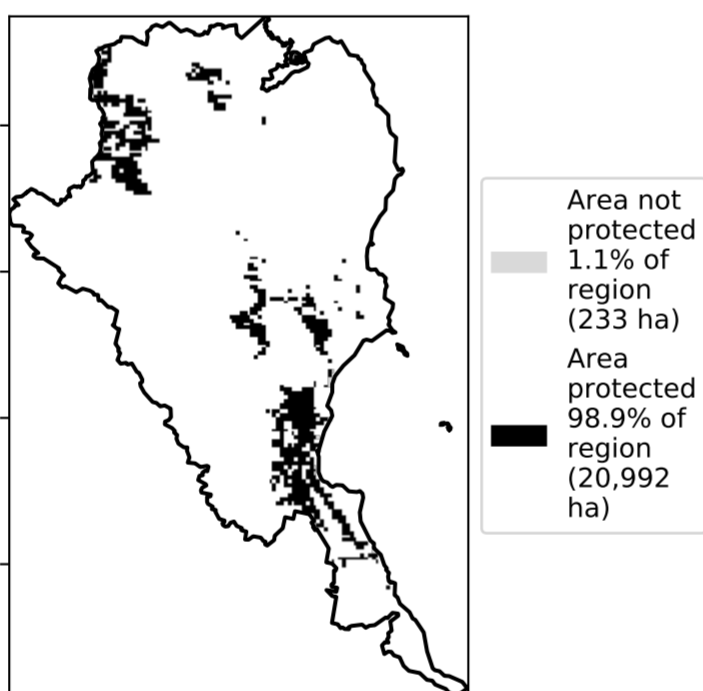 Area not
protected
1.1% of
region
(233 ha)
Area
protected
98.9% of
region
(20,992
ha)